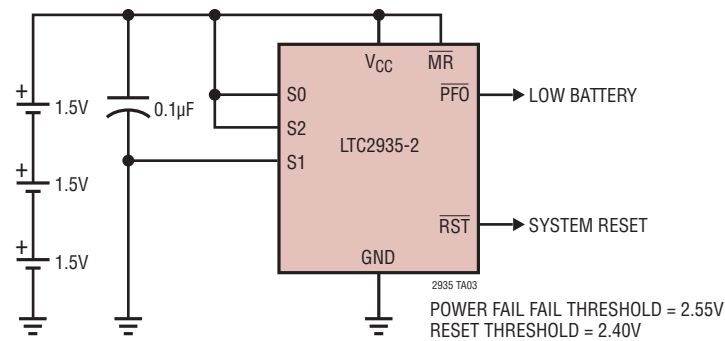 VCC
MR
+
1.5V
0.1µF
S0
PFO
LOW BATTERY
S2
LTC2935-2
+
1.5V
S1
+
1.5V
RST
SYSTEM RESET
GND
2935 TA03
POWER FAIL FAIL THRESHOLD = 2.55V
RESET THRESHOLD = 2.40V